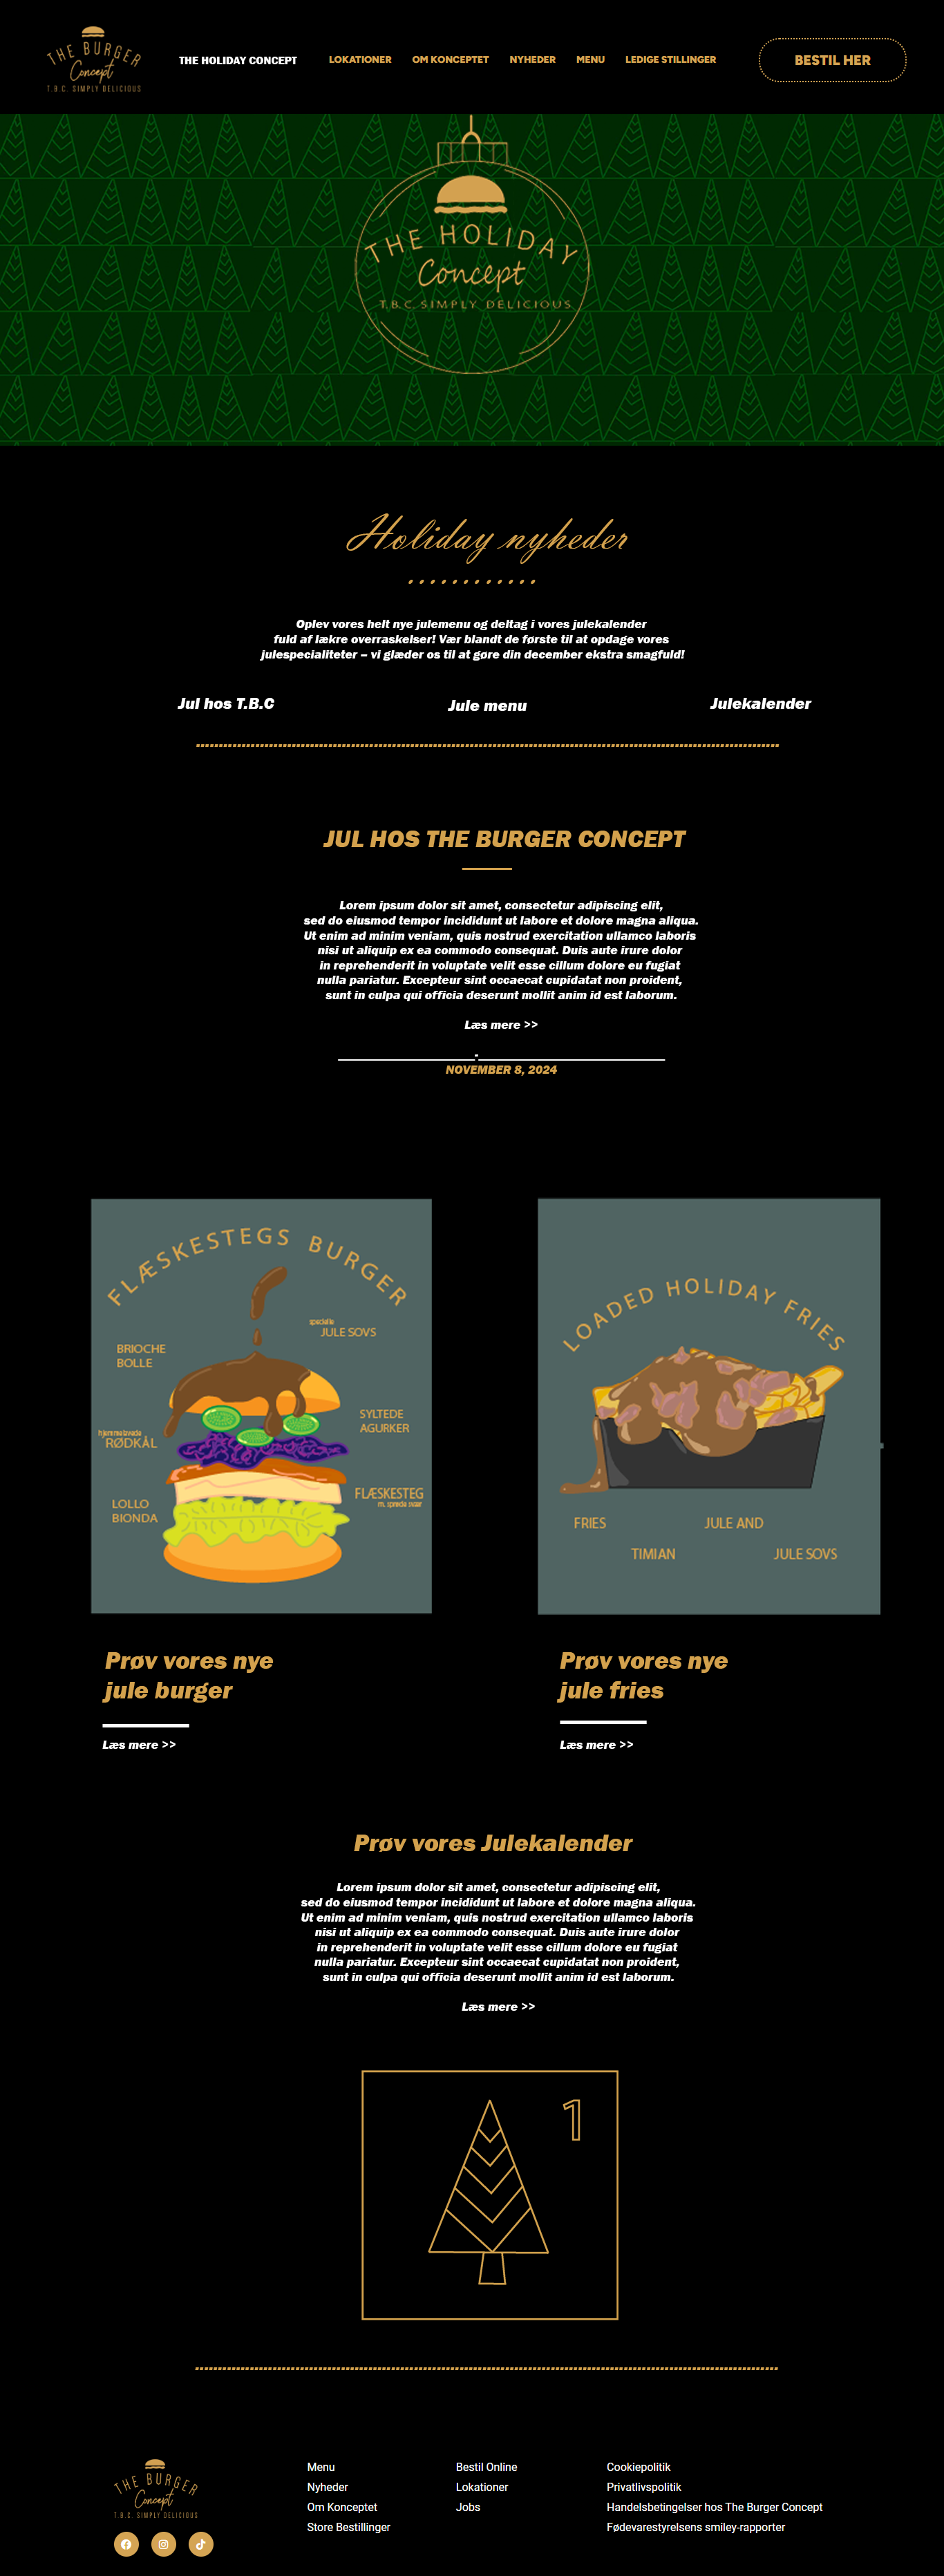 THE BURGER
Concept
T.B.C. SIMPLY DELICIOUS
THE HOLIDAY CONCEPT
LOKATIONER
OM KONCEPTET
NYHEDER
MENU
LEDIGE STILLINGER
BESTIL HER
THE HOLIDAY
Concept
T.B.C. SIMPLY DELICIOUS
Holiday nyheder
Oplev vores helt nye julemenu og deltag i vores julekalender
fuld af lækre overraskelser! Vær blandt de første til at opdage vores
julespecialiteter – vi glæder os til at gøre din december ekstra smagfuld!
Jul hos T.B.C
Jule menu
Julekalender
JUL HOS THE BURGER CONCEPT
Lorem ipsum dolor sit amet, consectetur adipiscing elit,
sed do eiusmod tempor incididunt ut labore et dolore magna aliqua.
Ut enim ad minim veniam, quis nostrud exercitation ullamco laboris
nisi ut aliquip ex ea commodo consequat. Duis aute irure dolor
in reprehenderit in voluptate velit esse cillum dolore eu fugiat
nulla pariatur. Excepteur sint occaecat cupidatat non proident,
sunt in culpa qui officia deserunt mollit anim id est laborum.
Læs mere >>
NOVEMBER 8, 2024
FLÆSKESTEGS BURGER
specielle
JULE SOVS
BRIOCHE
BOLLE
SYLTEDE
AGURKER
hjemmelavede
RØDKÅL
FLÆSKESTEG
m. sprøde svær
LOLLO
BIONDA
LOADED HOLIDAY FRIES
FRIES
JULE AND
TIMIAN
JULE SOVS
Prøv vores nye
jule burger
Læs mere >>
Prøv vores nye
jule fries
Læs mere >>
Prøv vores Julekalender
Lorem ipsum dolor sit amet, consectetur adipiscing elit,
sed do eiusmod tempor incididunt ut labore et dolore magna aliqua.
Ut enim ad minim veniam, quis nostrud exercitation ullamco laboris
nisi ut aliquip ex ea commodo consequat. Duis aute irure dolor
in reprehenderit in voluptate velit esse cillum dolore eu fugiat
nulla pariatur. Excepteur sint occaecat cupidatat non proident,
sunt in culpa qui officia deserunt mollit anim id est laborum.
Læs mere >>
1
THE BURGER
Concept
T.B.C. SIMPLY DELICIOUS
Menu
Nyheder
Om Konceptet
Store Bestillinger
Bestil Online
Lokationer
Jobs
Cookiepolitik
Privatlivspolitik
Handelsbetingelser hos The Burger Concept
Fødevarestyrelsens smiley-rapporter